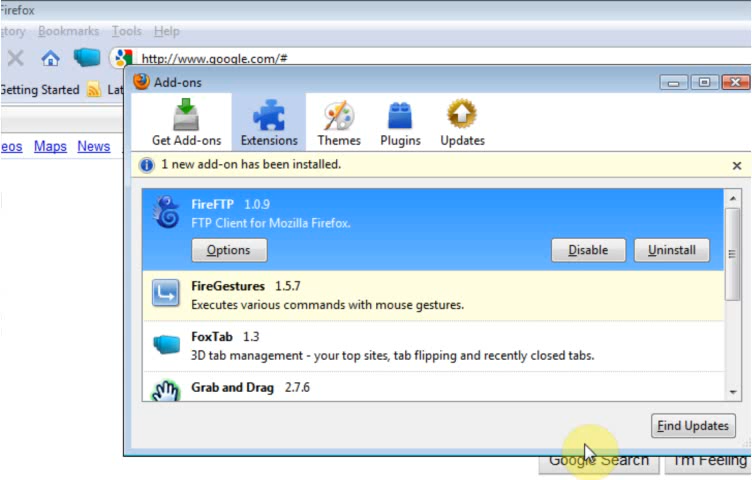 Firefox
story Bookmarks Tools Help
http://www.google.com/#
Getting Started Lat
Add-ons
eos Maps News
Get Add-ons Extensions Themes Plugins Updates
1 new add-on has been installed.
FireFTP 1.0.9
FTP Client for Mozilla Firefox.
Options Disable Uninstall
FireGestures 1.5.7
Executes various commands with mouse gestures.
FoxTab 1.3
3D tab management - your top sites, tab flipping and recently closed tabs.
Grab and Drag 2.7.6
Find Updates
Google Search I'm Feeling